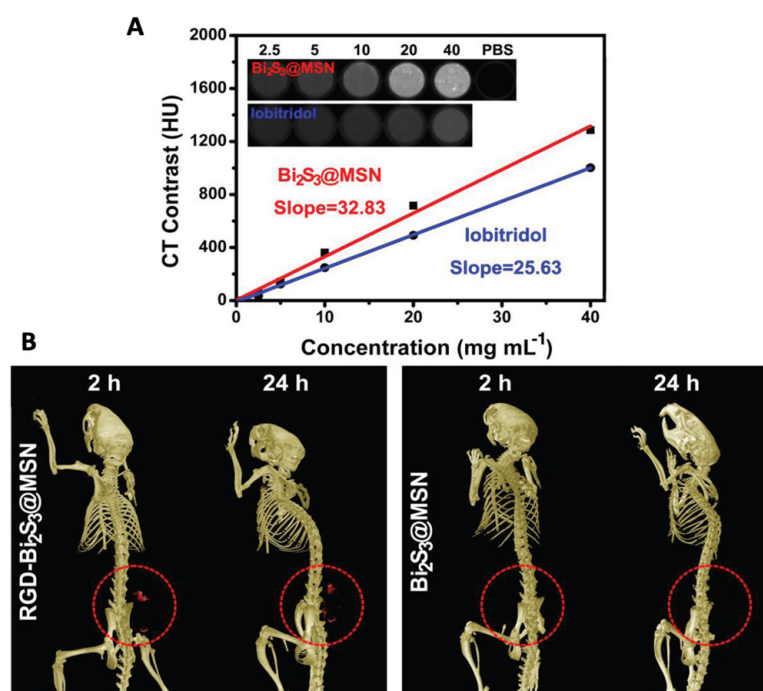 A
2.5 5 10 20 40 PBS
Bi₂S₃@MSN
Iobitridol
2000
1600
1200
800
400
0
CT Contrast (HU)
Bi₂S₃@MSN
Slope=32.83
Iobitridol
Slope=25.63
0 10 20 30 40
Concentration (mg mL⁻¹)
B
2 h 24 h 2 h 24 h
RGD-Bi₂S₃@MSN
Bi₂S₃@MSN